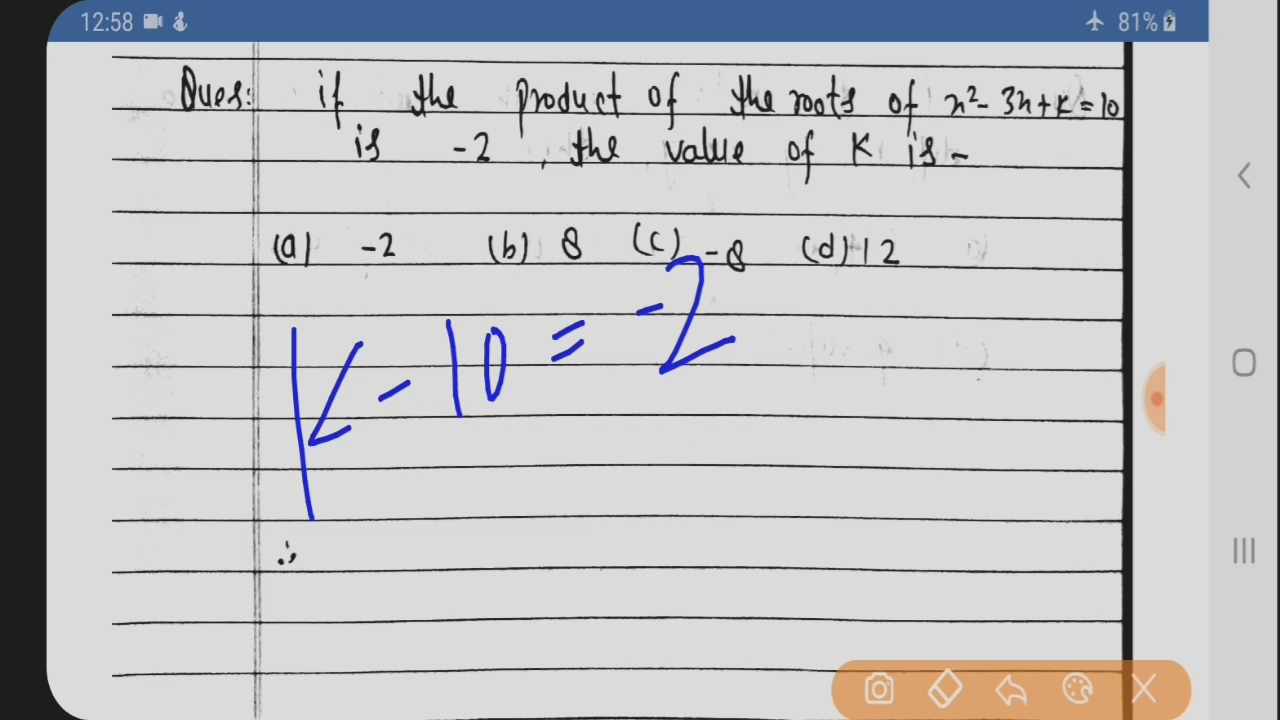 12:58
81%
Ques: if the product of the roots of x²- 3x+K=10
is -2 , the value of K is-
(a) -2 (b) 8 (c) -8 (d) 12
K - 10 = -2
∴